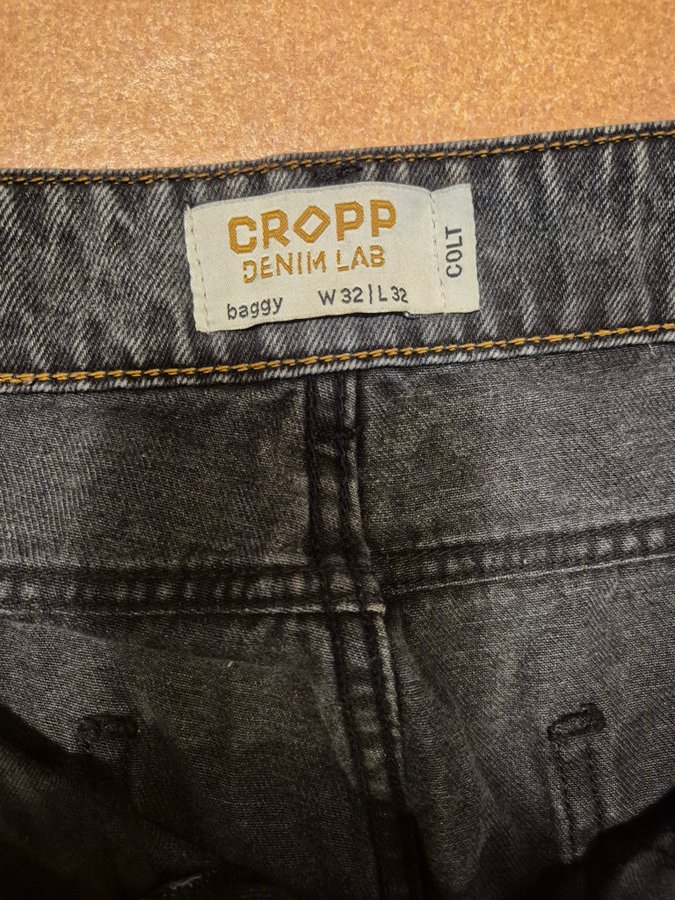 CROPP
DENIM LAB
baggy W 32 | L 32
COLT